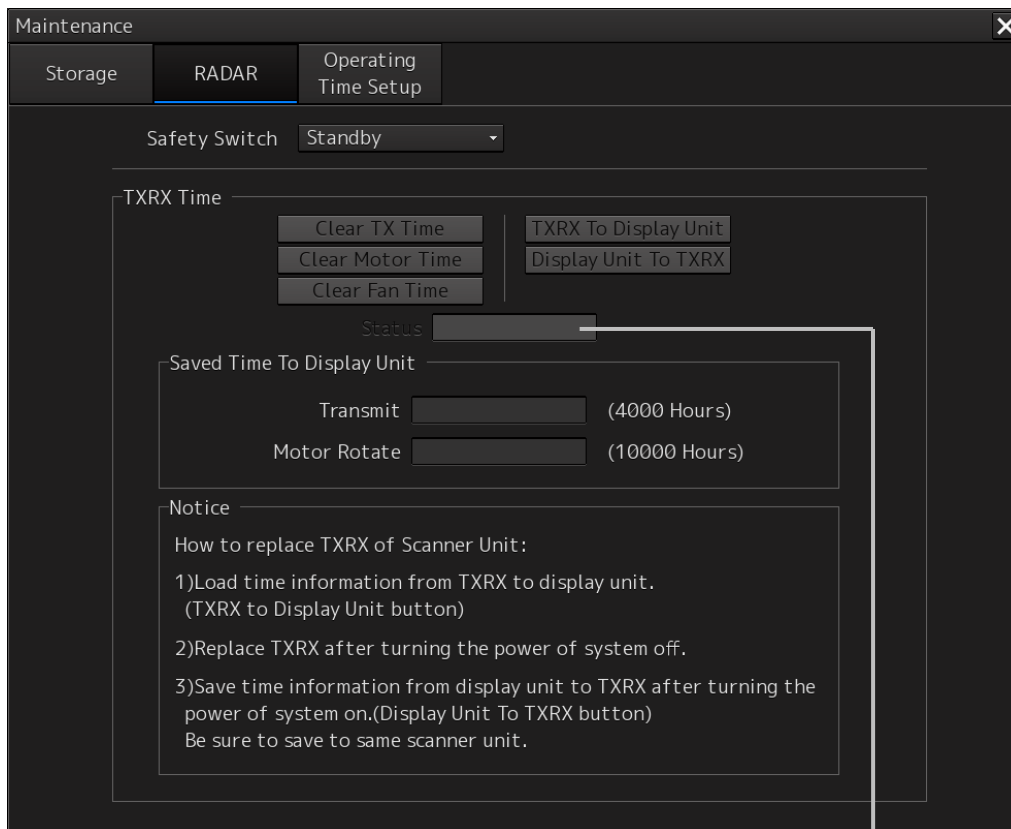 Maintenance
Storage
RADAR
Operating
Time Setup
Safety Switch Standby
TXRX Time
Clear TX Time
TXRX To Display Unit
Clear Motor Time
Display Unit To TXRX
Clear Fan Time
Status
Saved Time To Display Unit
Transmit (4000 Hours)
Motor Rotate (10000 Hours)
Notice
How to replace TXRX of Scanner Unit:
1)Load time information from TXRX to display unit.
(TXRX to Display Unit button)
2)Replace TXRX after turning the power of system off.
3)Save time information from display unit to TXRX after turning the
power of system on.(Display Unit To TXRX button)
Be sure to save to same scanner unit.